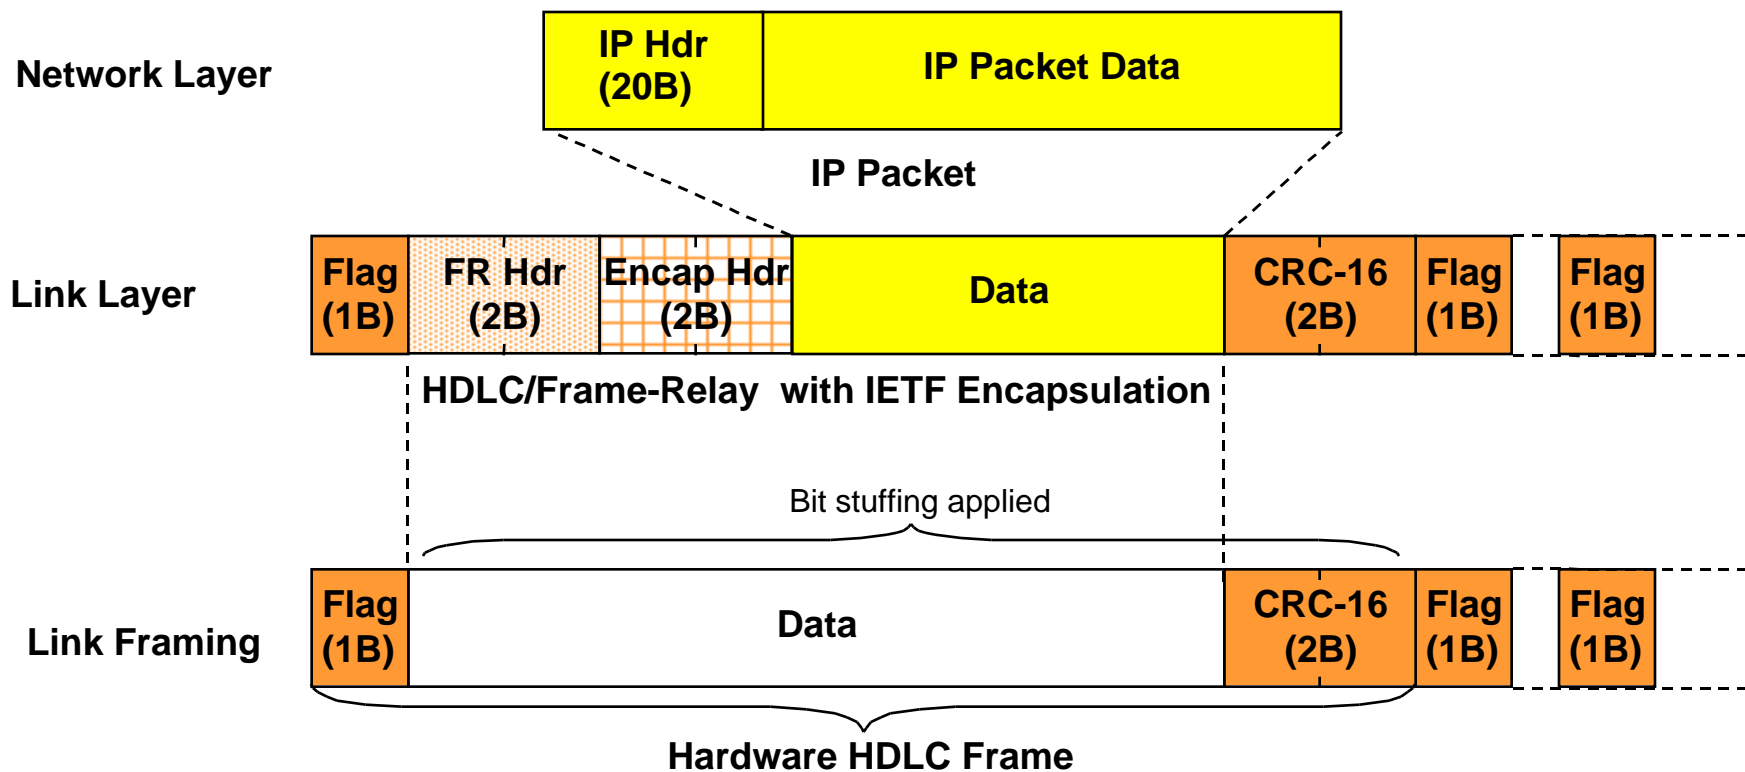 Network Layer
IP Hdr
(20B)
IP Packet Data
IP Packet
Link Layer
Flag
(1B)
FR Hdr
(2B)
Encap Hdr
(2B)
Data
CRC-16
(2B)
Flag
(1B)
Flag
(1B)
HDLC/Frame-Relay with IETF Encapsulation
Bit stuffing applied
Link Framing
Flag
(1B)
Data
CRC-16
(2B)
Flag
(1B)
Flag
(1B)
Hardware HDLC Frame